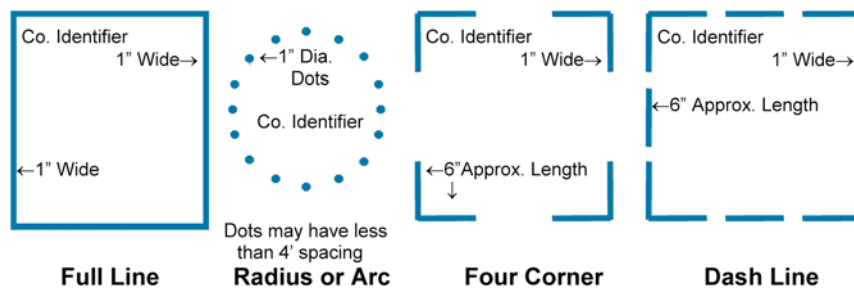 Co. Identifier
1” Wide→
←1” Wide
Full Line
←1” Dia.
Dots
Co. Identifier
Dots may have less
than 4’ spacing
Radius or Arc
Co. Identifier
1” Wide→
←6”Approx. Length
↓
Four Corner
Co. Identifier
1” Wide→
←6” Approx. Length
Dash Line